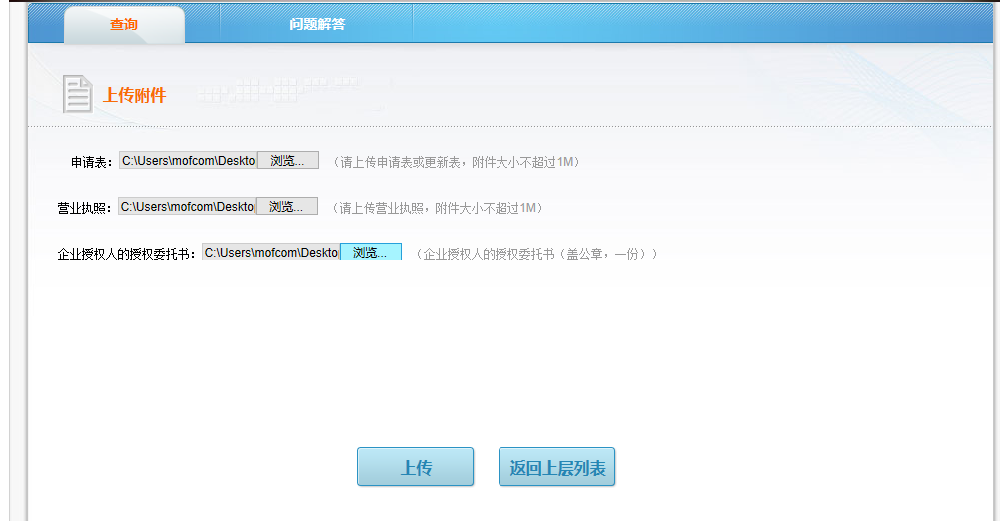 查询 问题解答
上传附件
申请表： C:\Users\mofcom\Deskto 浏览... （请上传申请表或更新表，附件大小不超过1M）
营业执照： C:\Users\mofcom\Desktop 浏览... （请上传营业执照，附件大小不超过1M）
企业授权人的授权委托书： C:\Users\mofcom\Desktop 浏览... （企业授权人的授权委托书（盖公章，一份））
上传 返回上层列表